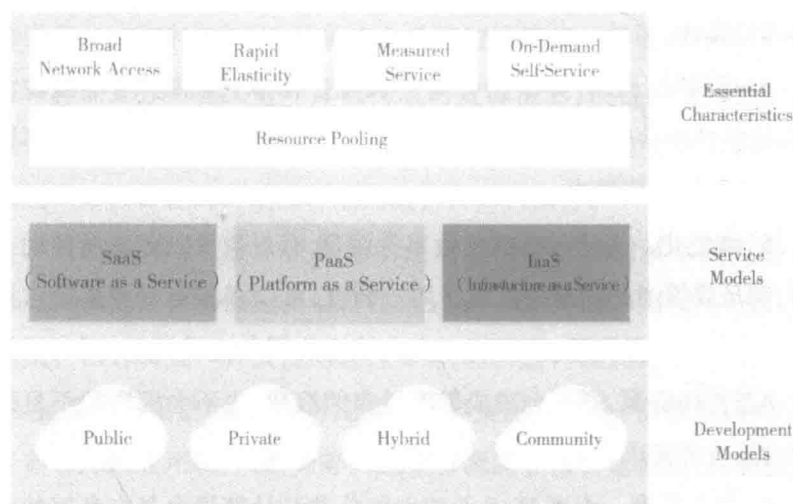 Broad
Network Access
Rapid
Elasticity
Measured
Service
On-Demand
Self-Service
Essential
Characteristics
Resource Pooling
SaaS
( Software as a Service )
PaaS
( Platform as a Service )
IaaS
( Infrastucture as a Service )
Service
Models
Public
Private
Hybrid
Community
Development
Models